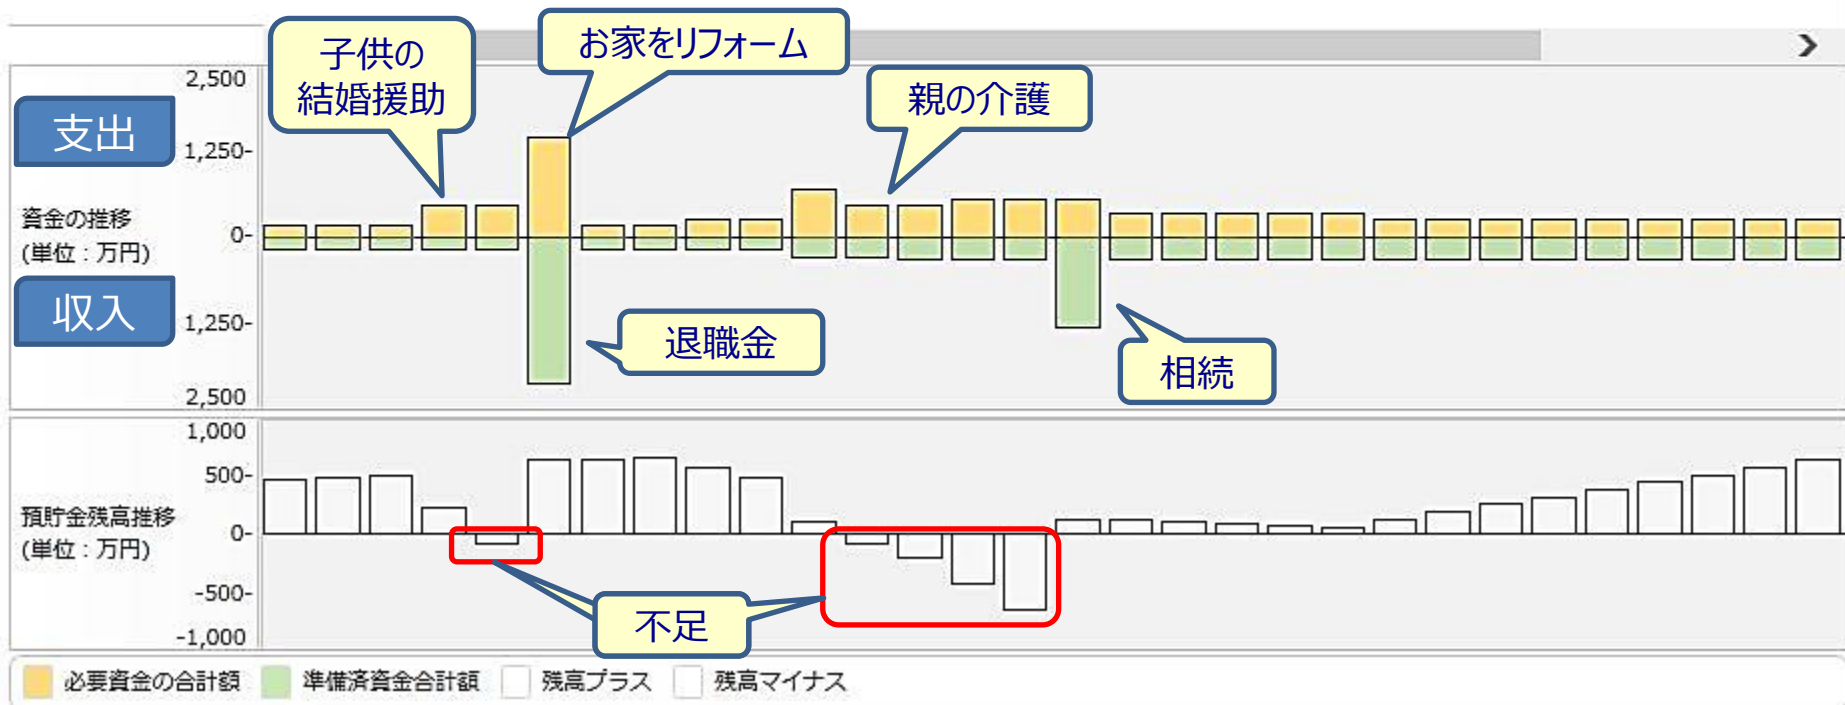 子供の
結婚援助
お家をリフォーム
親の介護
2,500
支出
1,250-
資金の推移
(単位：万円)
0-
収入
1,250-
退職金
相続
2,500
1,000
500-
預貯金残高推移
(単位：万円)
0-
-500-
不足
-1,000
必要資金の合計額 準備済資金合計額 残高プラス 残高マイナス